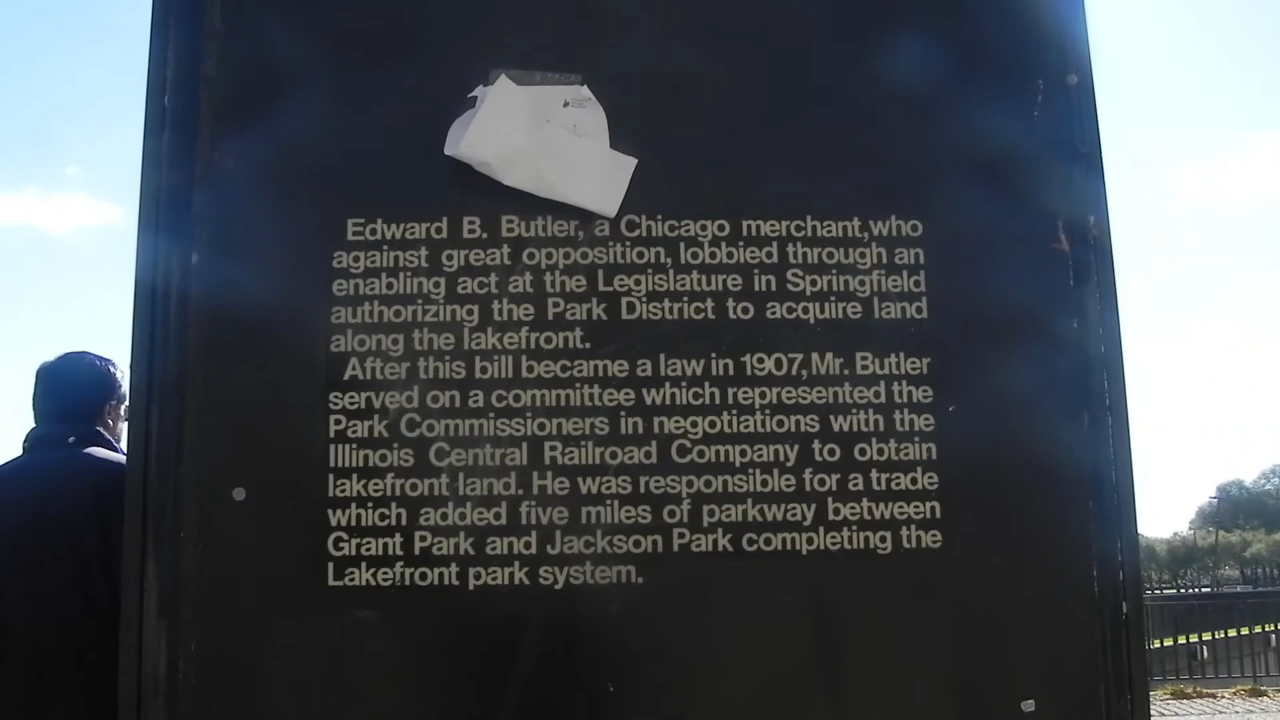 Edward B. Butler, a Chicago merchant,who
against great opposition, lobbied through an
enabling act at the Legislature in Springfield
authorizing the Park District to acquire land
along the lakefront.
After this bill became a law in 1907, Mr. Butler
served on a committee which represented the
Park Commissioners in negotiations with the
Illinois Central Railroad Company to obtain
lakefront land. He was responsible for a trade
which added five miles of parkway between
Grant Park and Jackson Park completing the
Lakefront park system.